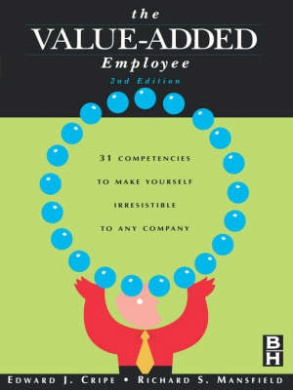 the
VALUE-ADDED
Employee
2nd Edition
31 COMPETENCIES
TO MAKE YOURSELF
IRRESISTIBLE
TO ANY COMPANY
EDWARD J. CRIPE • RICHARD S. MANSFIELD
B
H